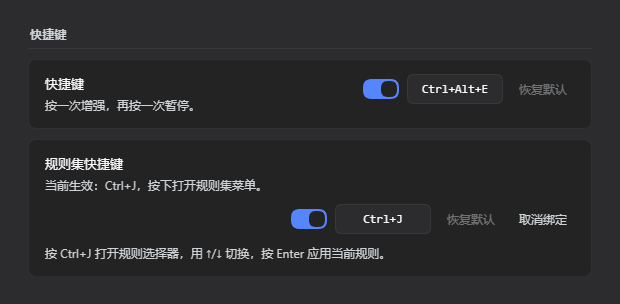 快捷键
快捷键
按一次增强，再按一次暂停。
Ctrl+Alt+E 恢复默认
规则集快捷键
当前生效：Ctrl+J，按下打开规则集菜单。
Ctrl+J 恢复默认 取消绑定
按 Ctrl+J 打开规则选择器，用 ↑/↓ 切换，按 Enter 应用当前规则。